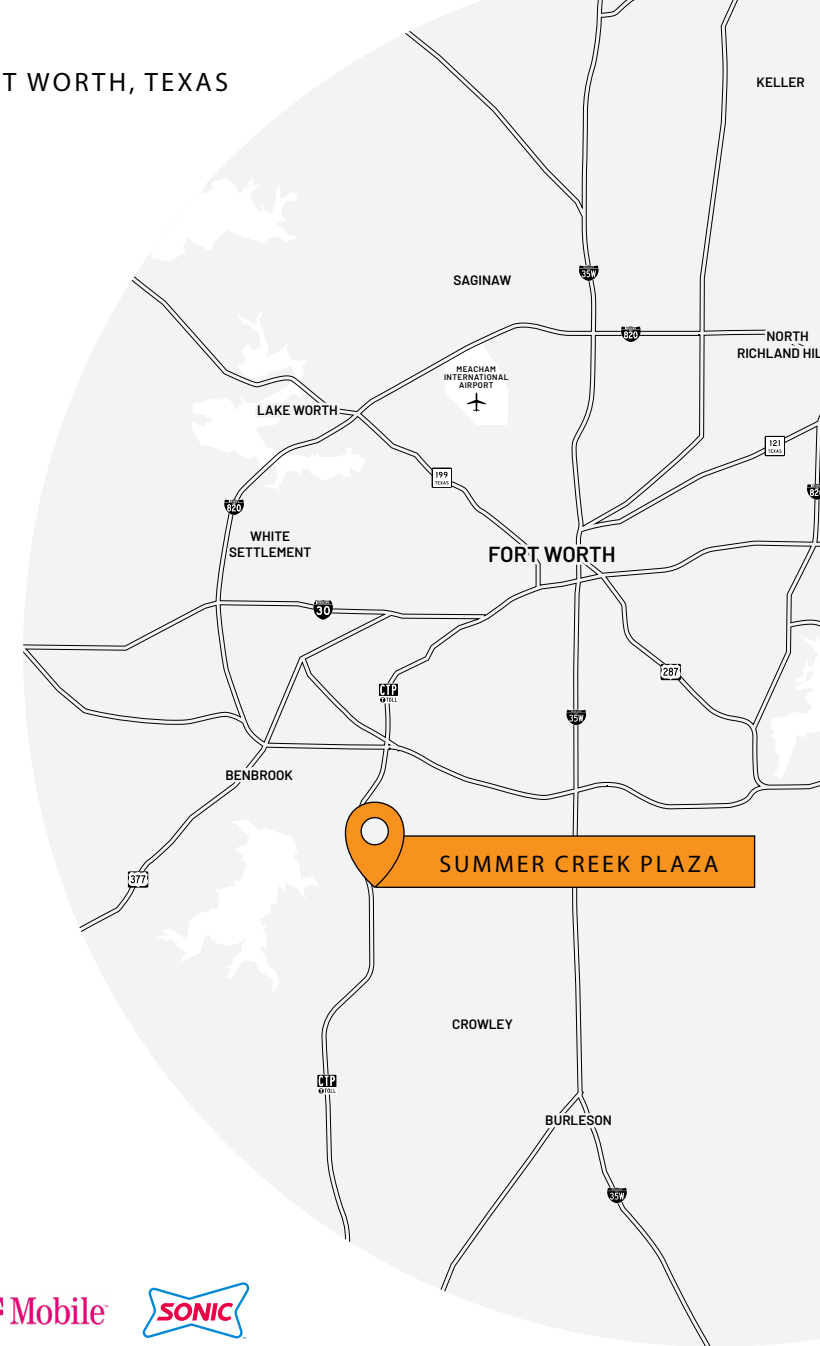 T WORTH, TEXAS
KELLER
SAGINAW
35W
820
NORTH
RICHLAND HIL
MEACHAM
INTERNATIONAL
AIRPORT
LAKE WORTH
121
TEXAS
199
TEXAS
82
820
WHITE
SETTLEMENT
FORT WORTH
30
287
CTP
TOLL
35W
BENBROOK
SUMMER CREEK PLAZA
377
CROWLEY
CTP
TOLL
BURLESON
35W
Mobile
SONIC